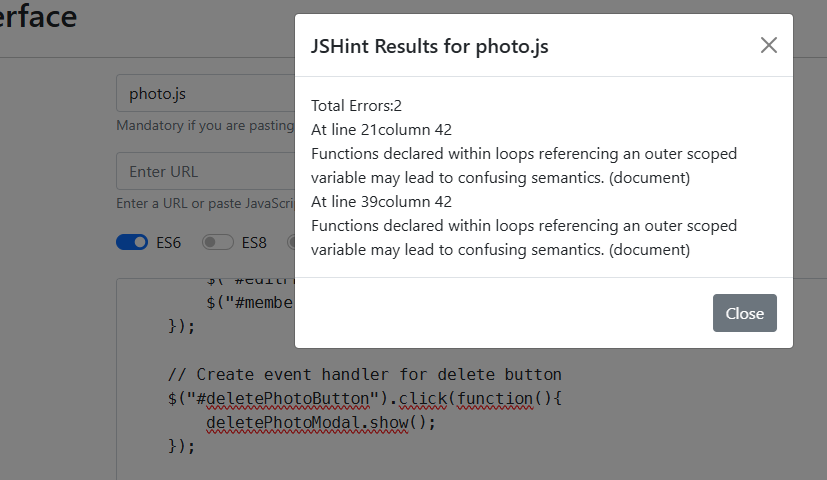 erface
JSHint Results for photo.js
Total Errors:2
At line 21column 42
Functions declared within loops referencing an outer scoped
variable may lead to confusing semantics. (document)
At line 39column 42
Functions declared within loops referencing an outer scoped
variable may lead to confusing semantics. (document)
Close
photo.js
Mandatory if you are pasting
Enter URL
Enter a URL or paste JavaScrip
ES6 ES8
$("#membe
});
// Create event handler for delete button
$("#deletePhotoButton").click(function(){
deletePhotoModal.show();
});